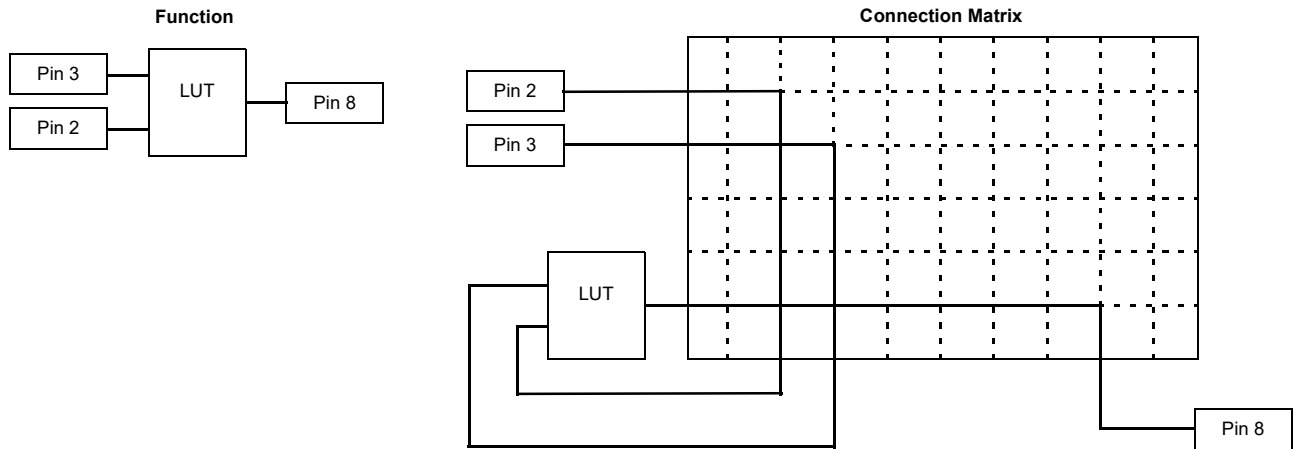 Function
Pin 3
Pin 2
LUT
Pin 8
Connection Matrix
Pin 2
Pin 3
LUT
Pin 8